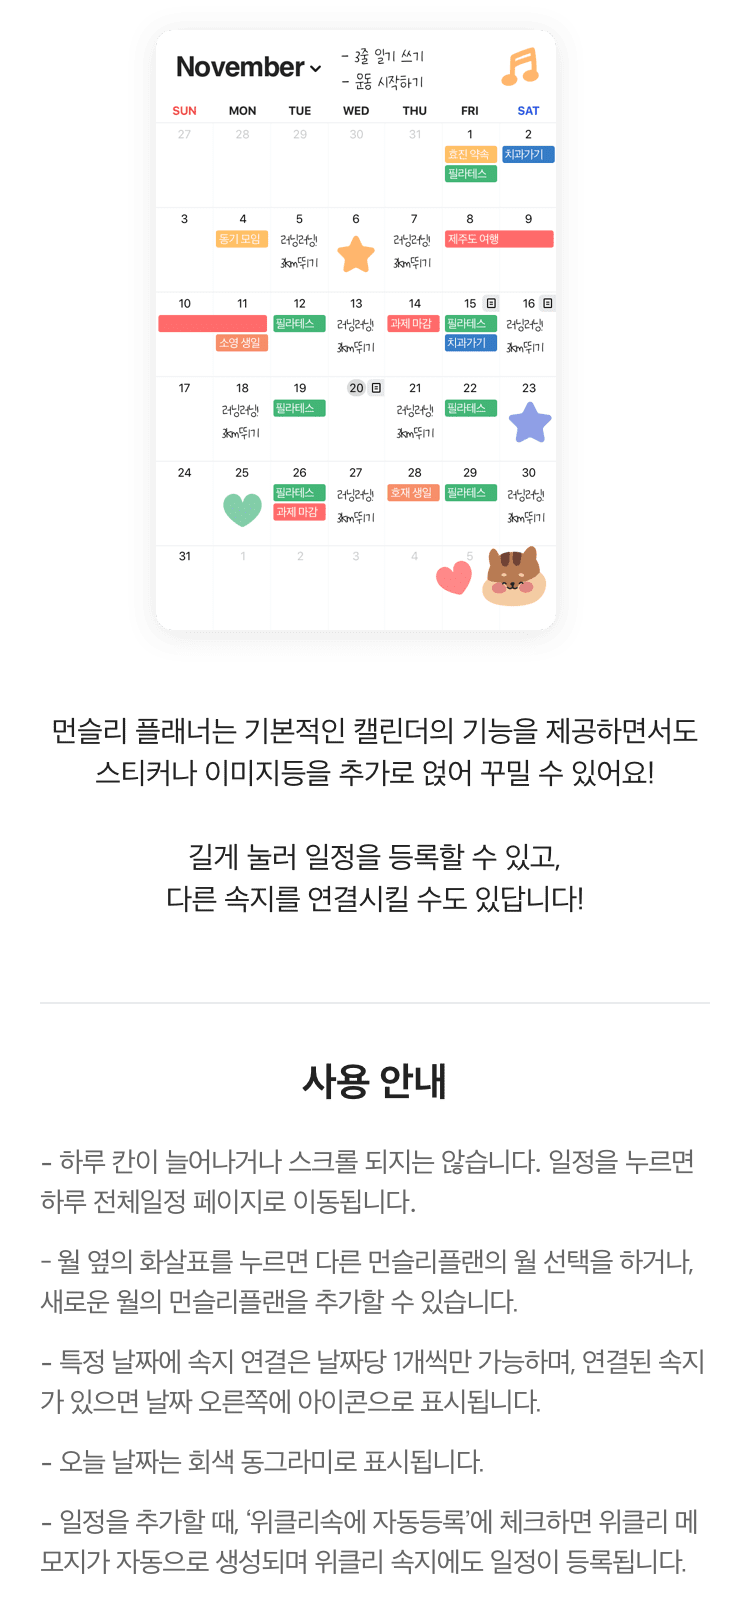 November
- 3줄 일기 쓰기
- 운동 시작하기
SUN MON TUE WED THU FRI SAT
27 28 29 30 31 1 2
효진 약속 치과가기
필라테스
3 4 5 6 7 8 9
동기 모임 러닝러닝! 러닝러닝! 제주도 여행
3km뛰기 3km뛰기
10 11 12 13 14 15 16
필라테스 러닝러닝! 과제 마감 필라테스 러닝러닝!
소영 생일 3km뛰기 치과가기 3km뛰기
17 18 19 20 21 22 23
러닝러닝! 필라테스 러닝러닝! 필라테스
3km뛰기 3km뛰기
24 25 26 27 28 29 30
필라테스 러닝러닝! 호재 생일 필라테스 러닝러닝!
과제 마감 3km뛰기 3km뛰기
31 1 2 3 4 5
먼슬리 플래너는 기본적인 캘린더의 기능을 제공하면서도
스티커나 이미지등을 추가로 얹어 꾸밀 수 있어요!
길게 눌러 일정을 등록할 수 있고,
다른 속지를 연결시킬 수도 있답니다!
사용 안내
- 하루 칸이 늘어나거나 스크롤 되지는 않습니다. 일정을 누르면
하루 전체일정 페이지로 이동됩니다.
- 월 옆의 화살표를 누르면 다른 먼슬리플랜의 월 선택을 하거나,
새로운 월의 먼슬리플랜을 추가할 수 있습니다.
- 특정 날짜에 속지 연결은 날짜당 1개씩만 가능하며, 연결된 속지
가 있으면 날짜 오른쪽에 아이콘으로 표시됩니다.
- 오늘 날짜는 회색 동그라미로 표시됩니다.
- 일정을 추가할 때, ‘위클리속에 자동등록’에 체크하면 위클리 메
모지가 자동으로 생성되며 위클리 속지에도 일정이 등록됩니다.